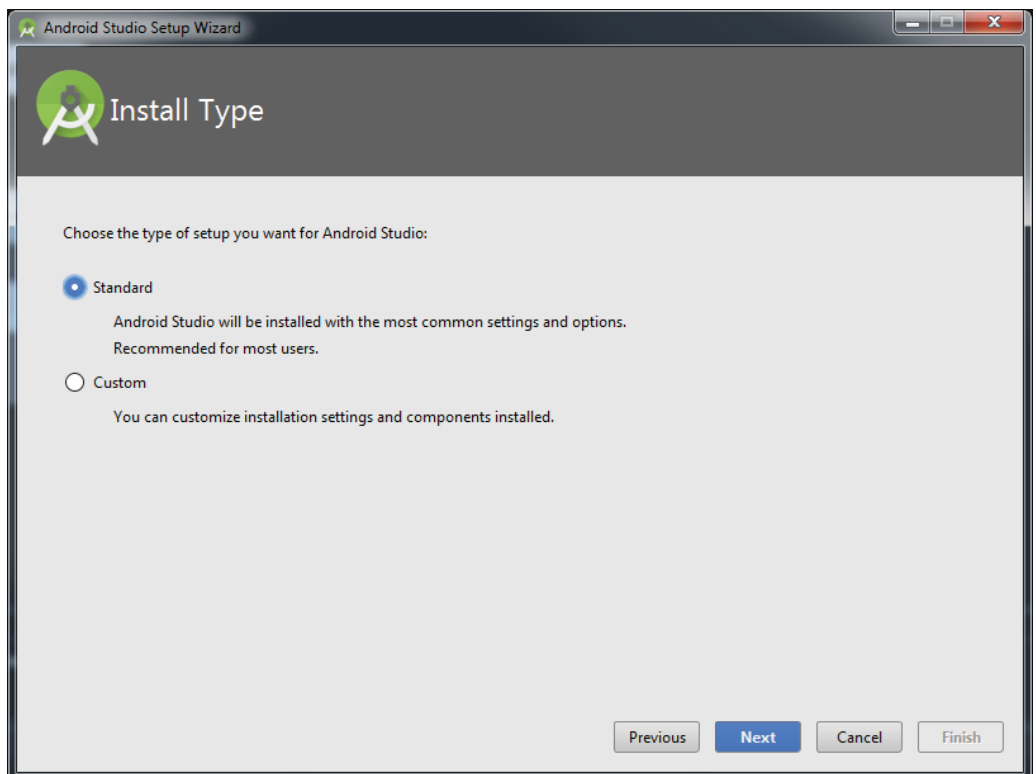 Android Studio Setup Wizard
Install Type
Choose the type of setup you want for Android Studio:
Standard
Android Studio will be installed with the most common settings and options.
Recommended for most users.
Custom
You can customize installation settings and components installed.
Previous Next Cancel Finish